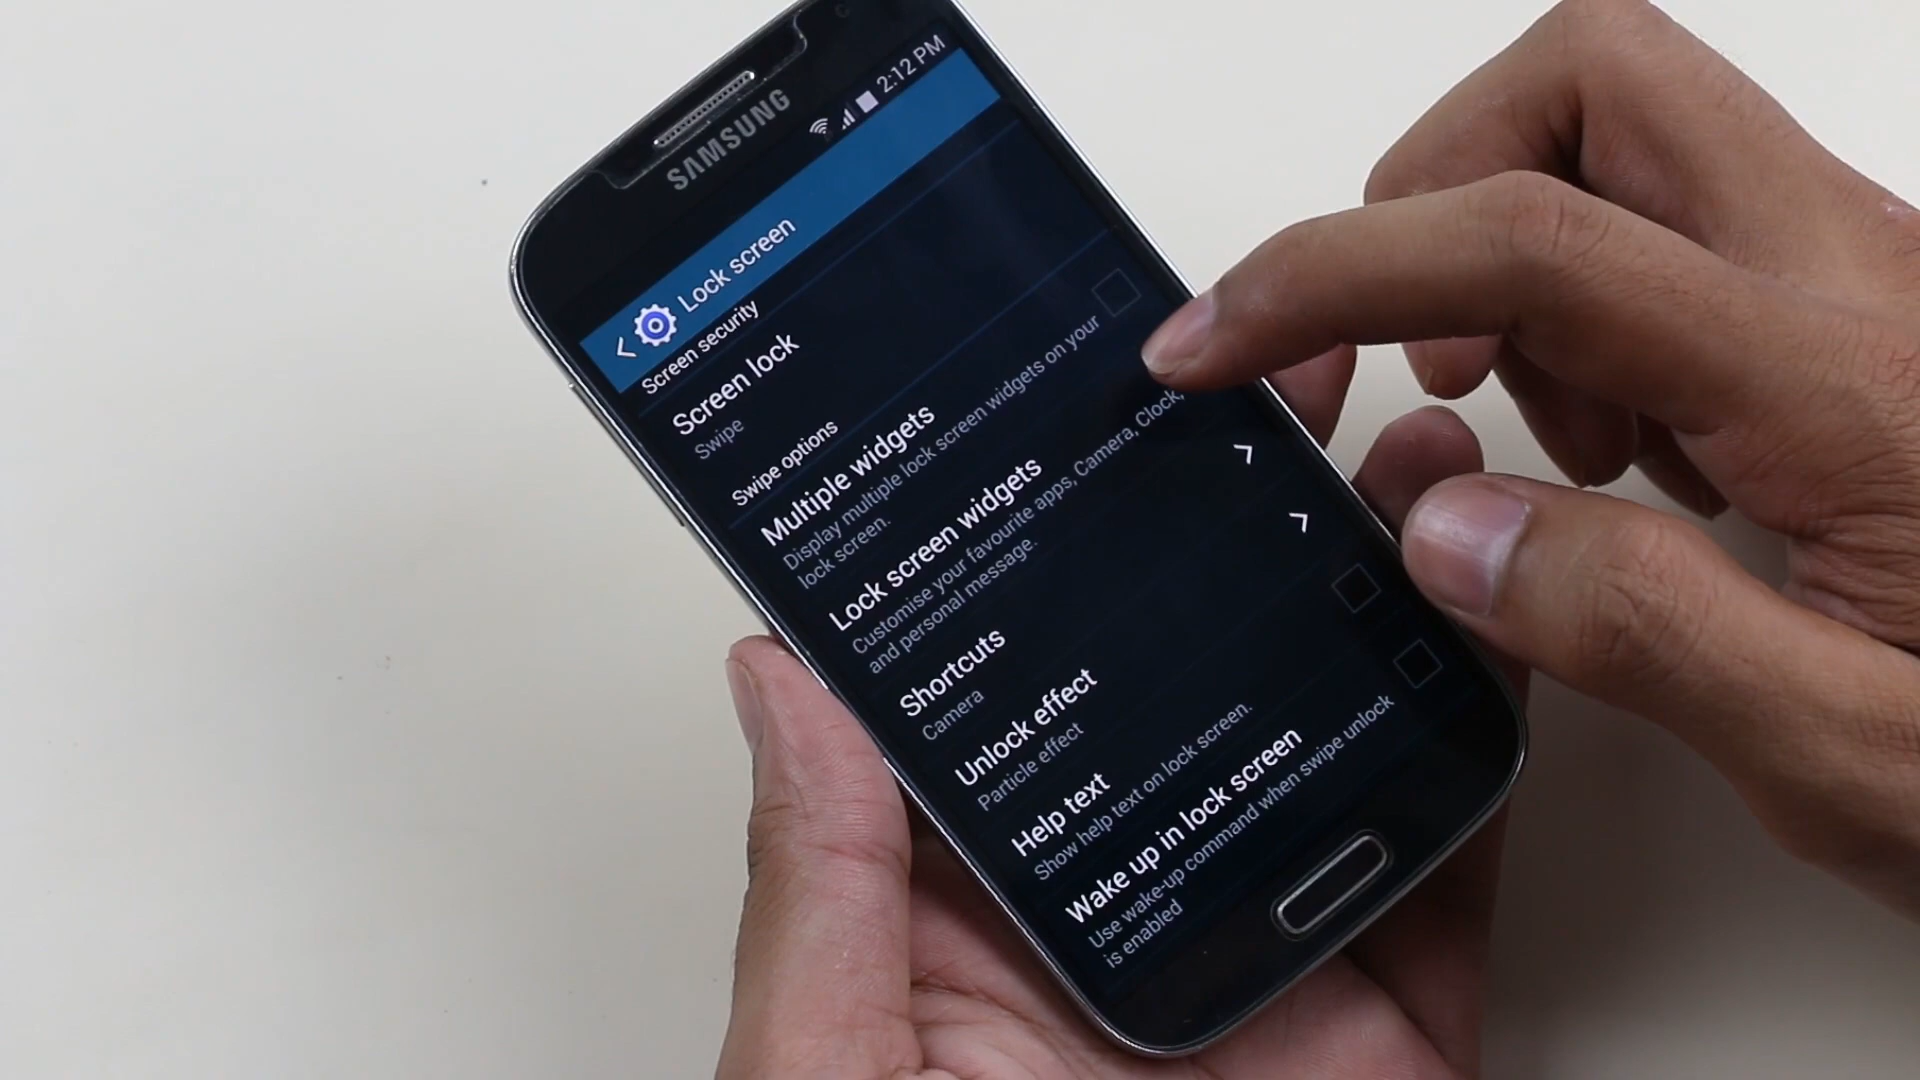 SAMSUNG
2:12 PM
Lock screen
Screen security
Screen lock
Swipe
Swipe options
Multiple widgets
Display multiple lock screen widgets on your
lock screen.
Lock screen widgets
Customise your favourite apps, Camera, Clock,
and personal message.
Shortcuts
Camera
Unlock effect
Particle effect
Help text
Show help text on lock screen.
Wake up in lock screen
Use wake-up command when swipe unlock
is enabled